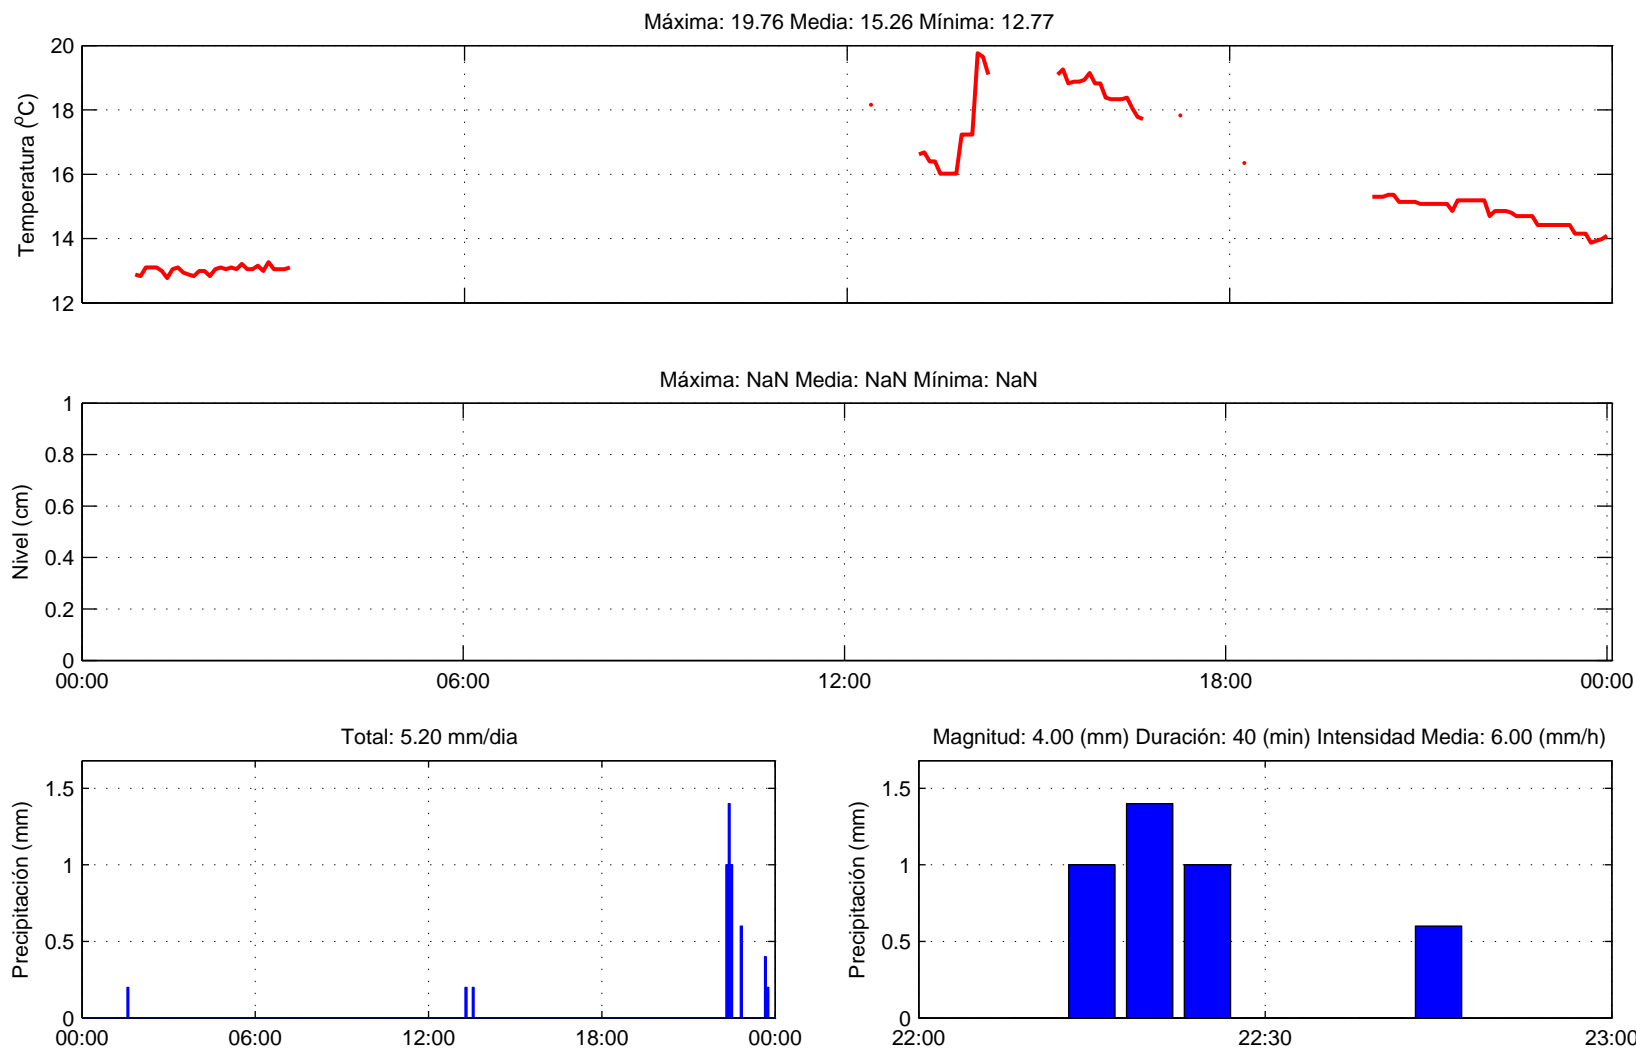 Máxima: 19.76 Media: 15.26 Mínima: 12.77
20
18
16
14
12
Temperatura (ºC)
Máxima: NaN Media: NaN Mínima: NaN
1
0.8
0.6
0.4
0.2
0
Nivel (cm)
00:00 06:00 12:00 18:00 00:00
Total: 5.20 mm/dia
1.5
1
0.5
0
Precipitación (mm)
00:00 06:00 12:00 18:00 00:00
Magnitud: 4.00 (mm) Duración: 40 (min) Intensidad Media: 6.00 (mm/h)
1.5
1
0.5
0
Precipitación (mm)
22:00 22:30 23:00